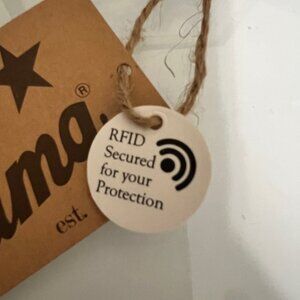 RFID
Secured
for your
Protection
est.